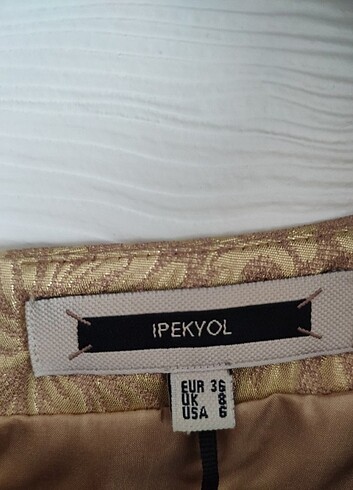 IPEKYOL
EUR 36
UK 8
USA 6